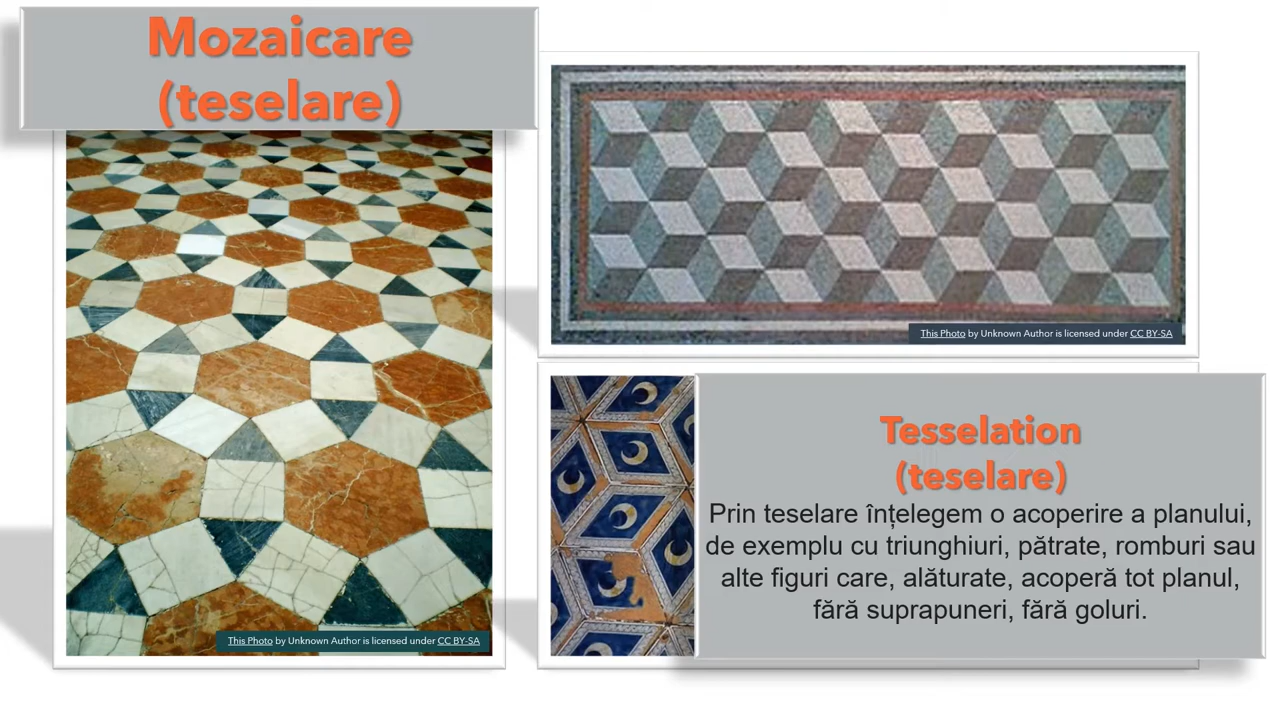 Mozaicare
(teselare)
This Photo by Unknown Author is licensed under CC BY-SA
This Photo by Unknown Author is licensed under CC BY-SA
Tesselation
(teselare)
Prin teselare înțelegem o acoperire a planului,
de exemplu cu triunghiuri, pătrate, romburi sau
alte figuri care, alăturate, acoperă tot planul,
fără suprapuneri, fără goluri.